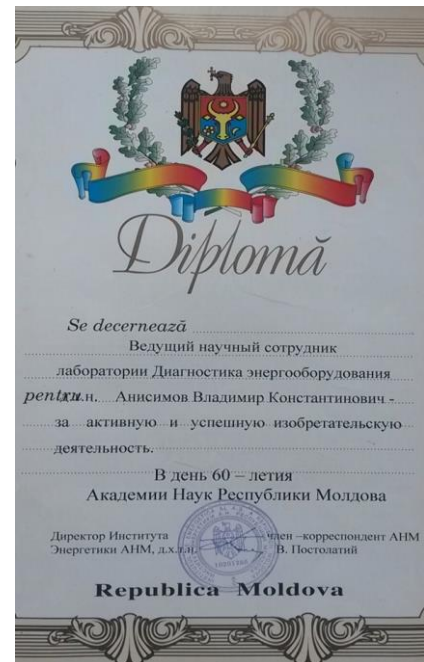 Diplomă
Se decernează
Ведущий научный сотрудник
лаборатории Диагностика энергооборудования
pentru т.н. Анисимов Владимир Константинович -
за активную и успешную изобретательскую
деятельность.
В день 60 – летия
Академии Наук Республики Молдова
Директор Института член –корреспондент АНМ
Энергетики АНМ, д.х.т.н. В. Постолатий
Republica Moldova